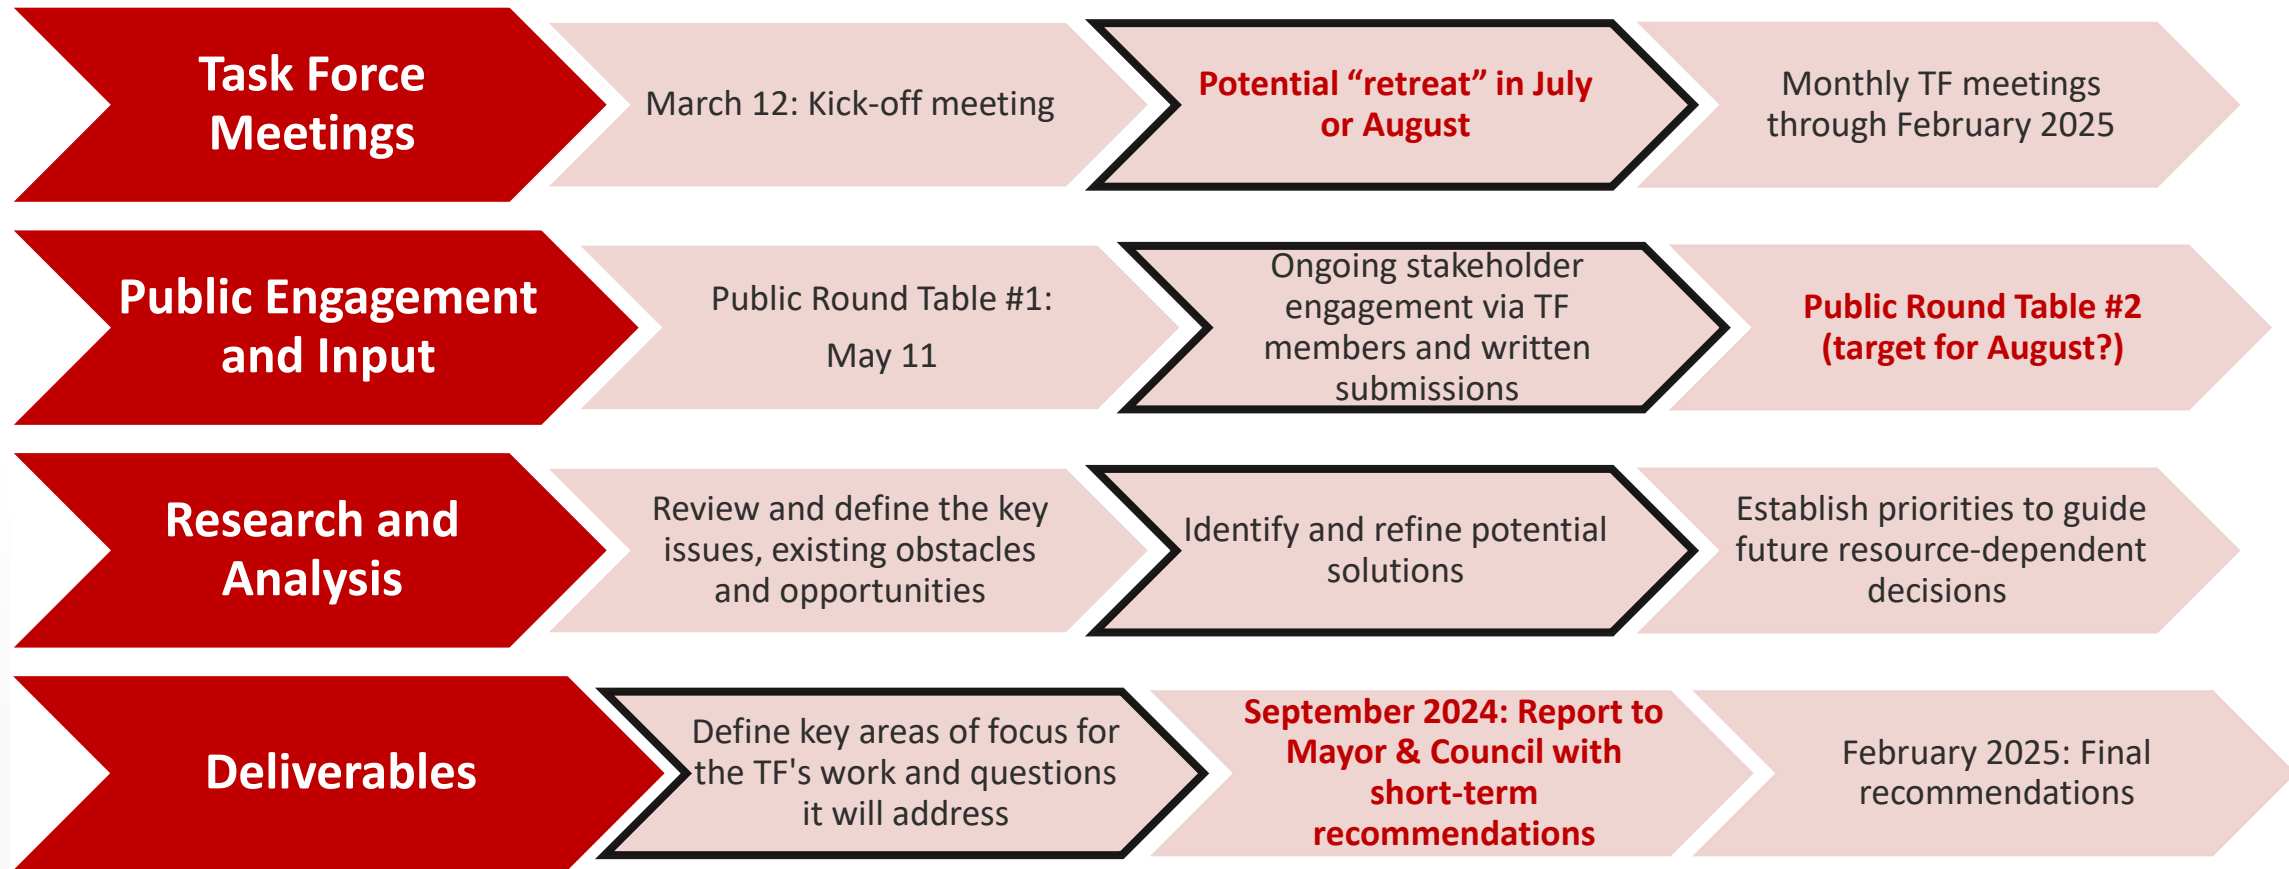 Task Force
Meetings
March 12: Kick-off meeting
Potential “retreat” in July
or August
Monthly TF meetings
through February 2025
Public Engagement
and Input
Public Round Table #1:
May 11
Ongoing stakeholder
engagement via TF
members and written
submissions
Public Round Table #2
(target for August?)
Research and
Analysis
Review and define the key
issues, existing obstacles
and opportunities
Identify and refine potential
solutions
Establish priorities to guide
future resource-dependent
decisions
Deliverables
Define key areas of focus for
the TF's work and questions
it will address
September 2024: Report to
Mayor & Council with
short-term
recommendations
February 2025: Final
recommendations